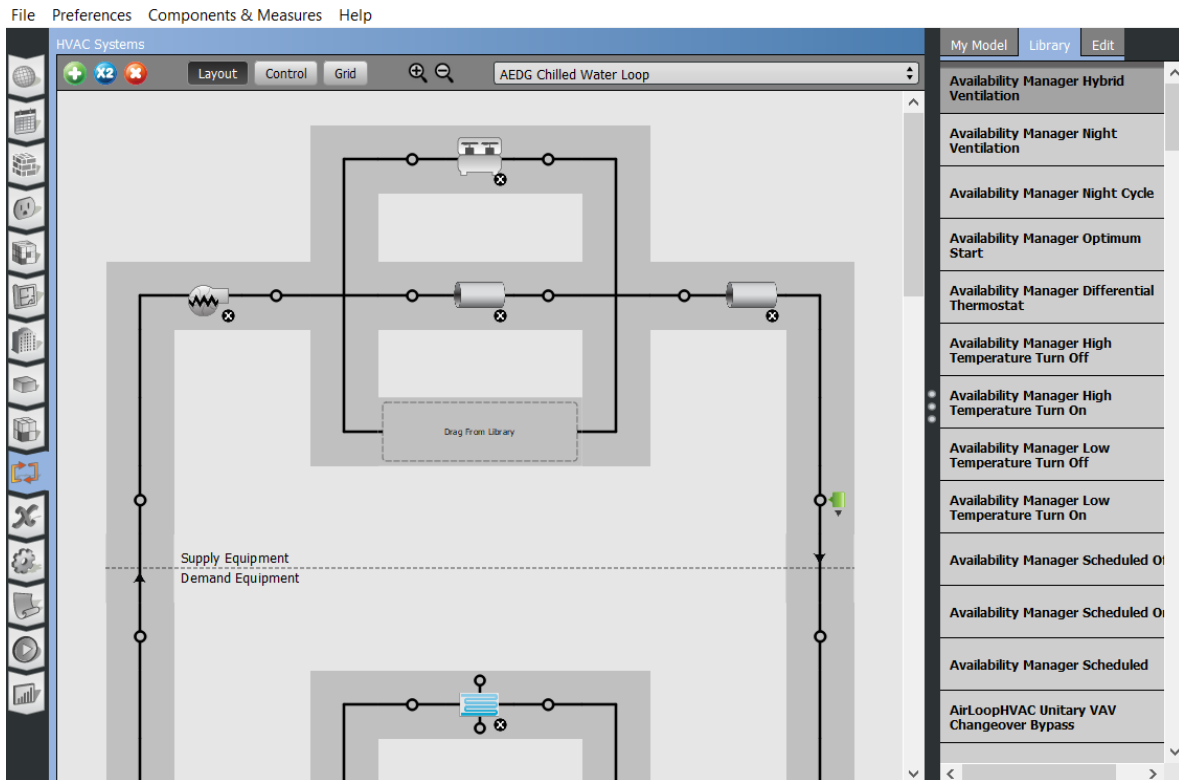 File Preferences Components & Measures Help
HVAC Systems
X2
Layout Control Grid
AEDG Chilled Water Loop
Drag From Library
Supply Equipment
Demand Equipment
My Model Library Edit
Availability Manager Hybrid
Ventilation
Availability Manager Night
Ventilation
Availability Manager Night Cycle
Availability Manager Optimum
Start
Availability Manager Differential
Thermostat
Availability Manager High
Temperature Turn Off
Availability Manager High
Temperature Turn On
Availability Manager Low
Temperature Turn Off
Availability Manager Low
Temperature Turn On
Availability Manager Scheduled Of
Availability Manager Scheduled On
Availability Manager Scheduled
AirLoopHVAC Unitary VAV
Changeover Bypass